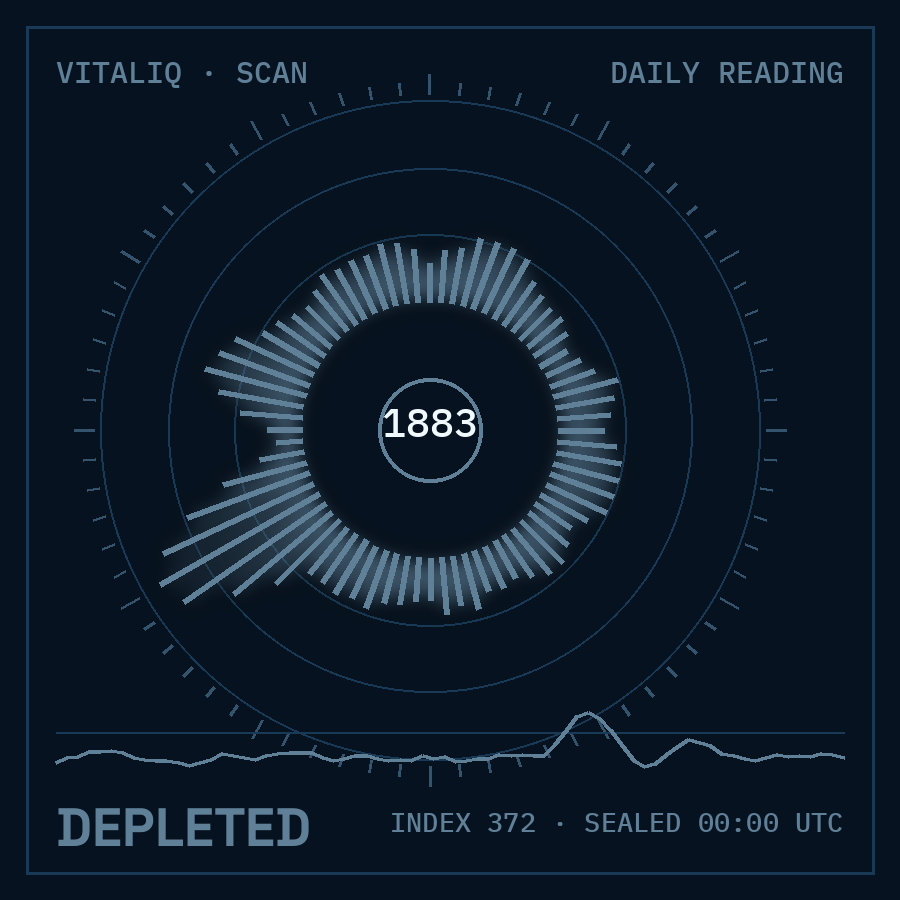 VITALIQ · SCAN
DAILY READING
1883
DEPLETED
INDEX 372 · SEALED 00:00 UTC